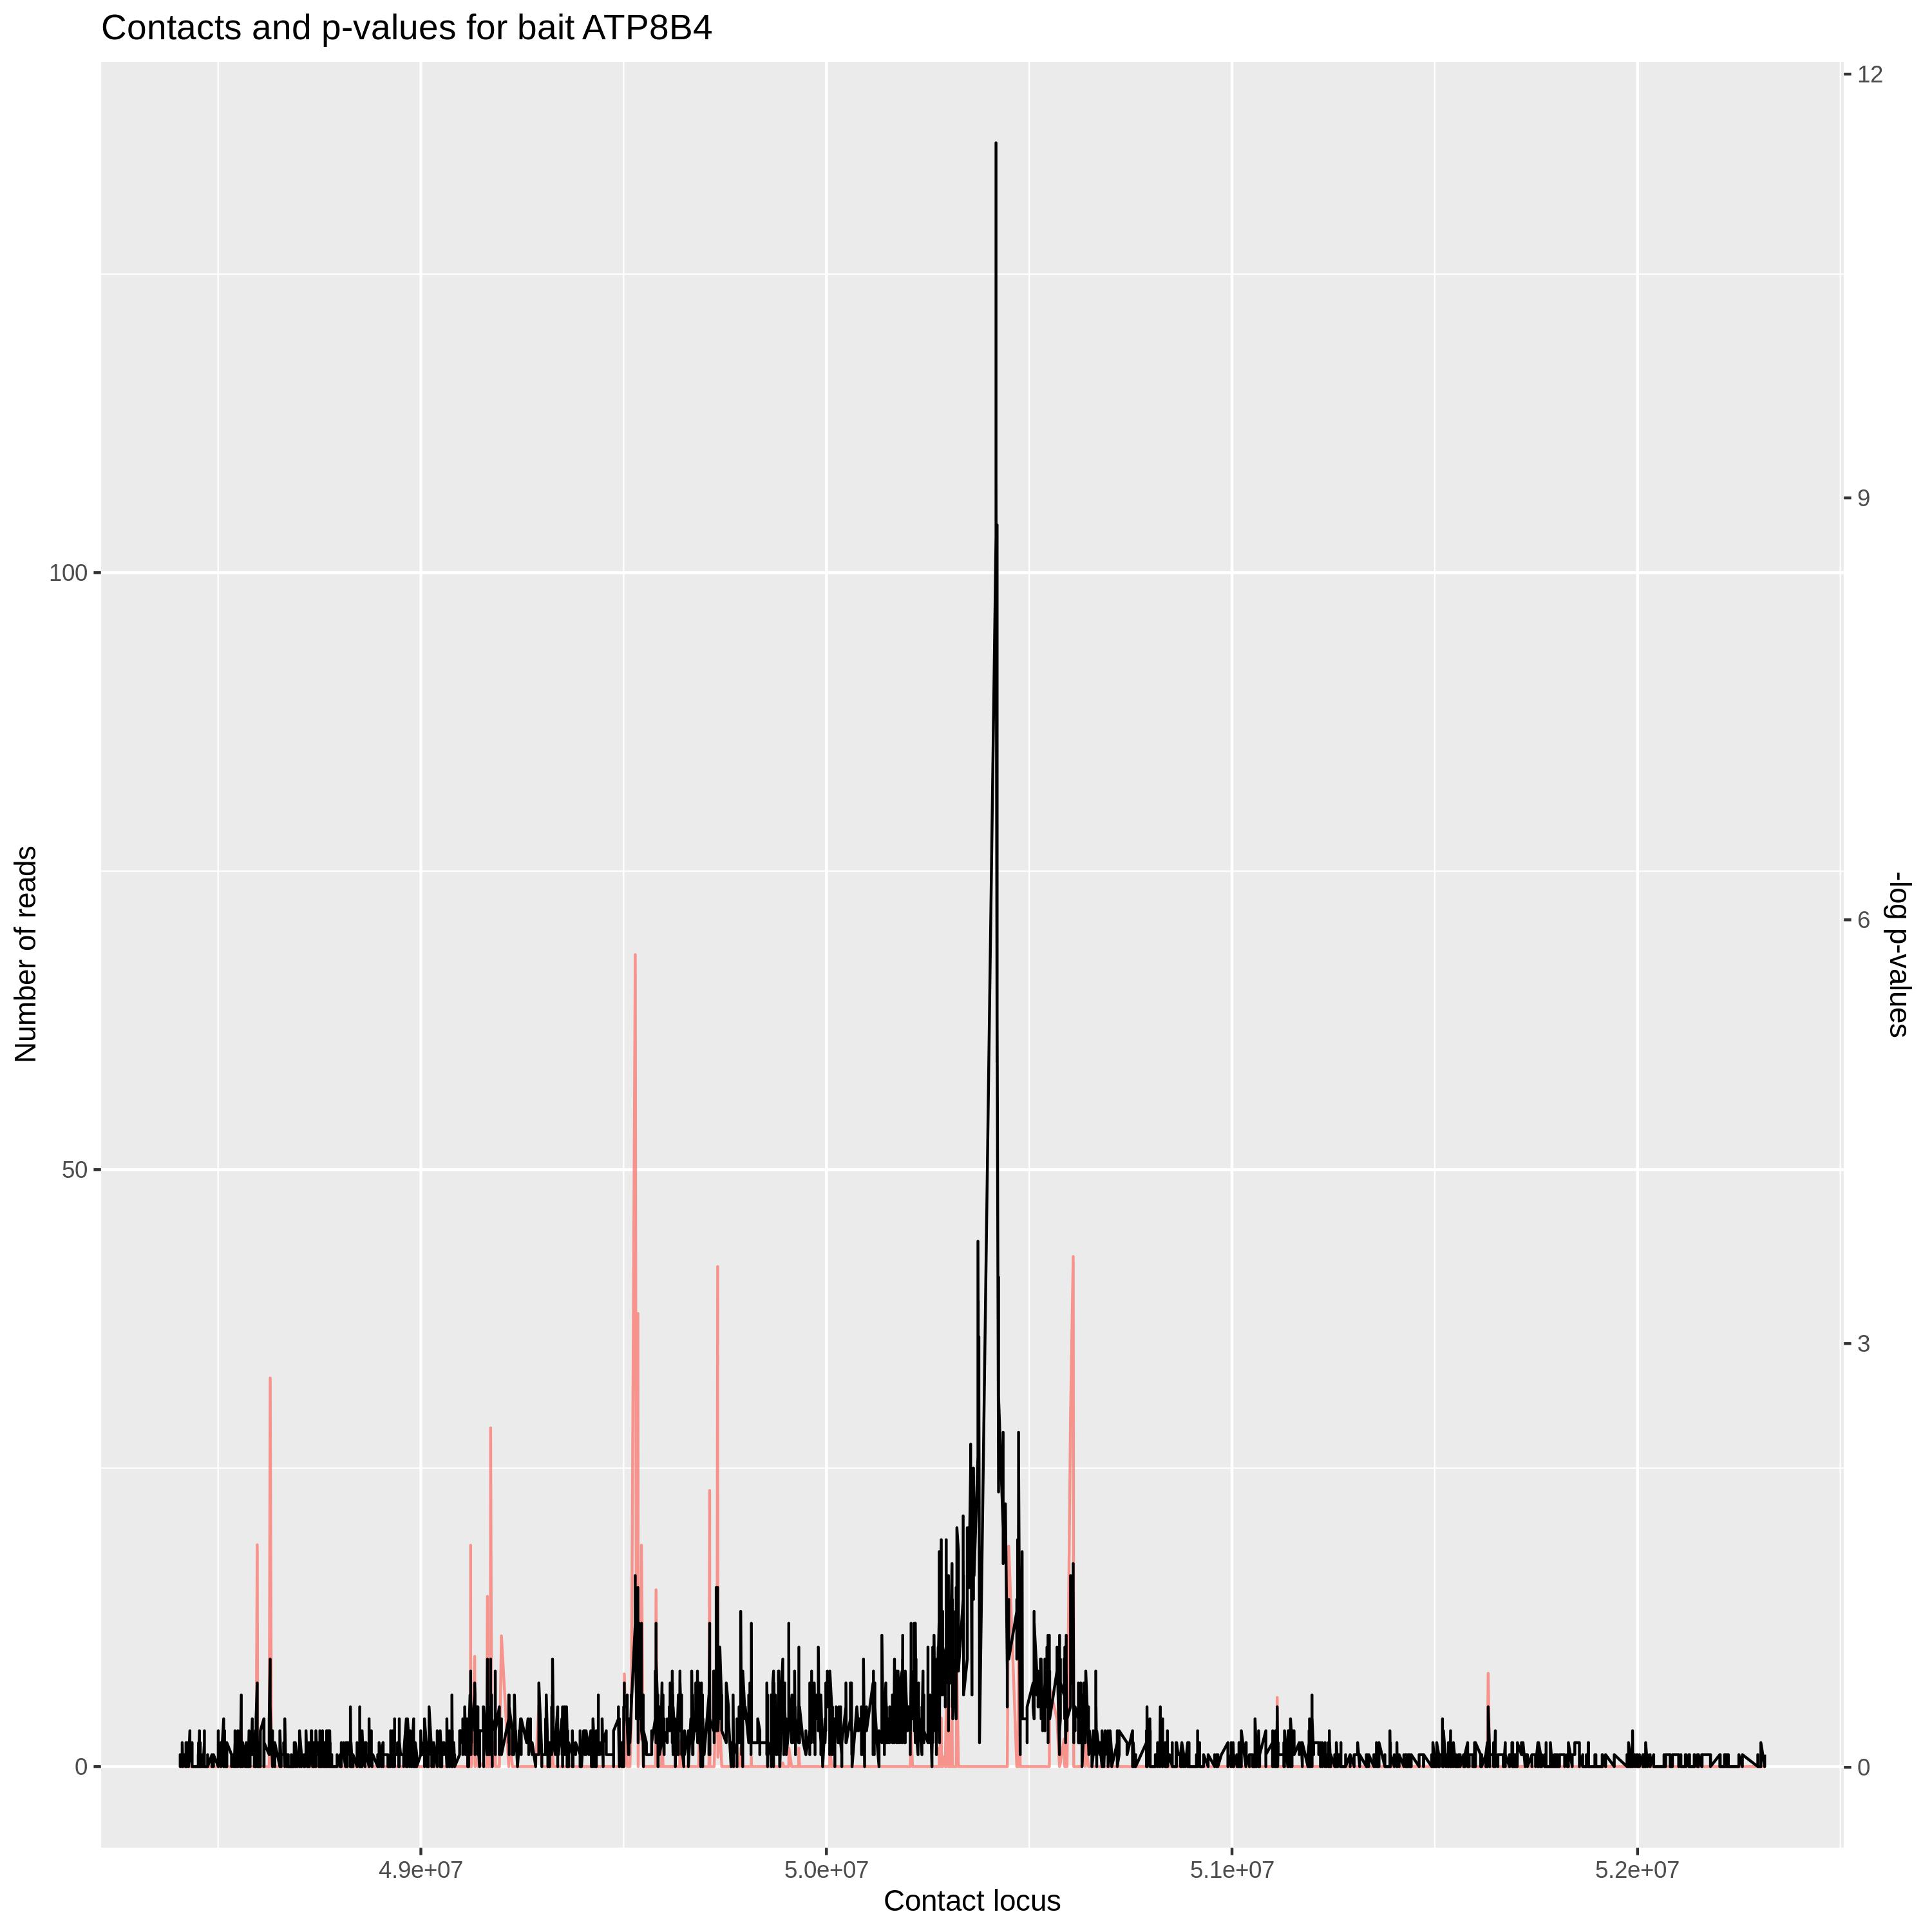 Contacts and p-values for bait ATP8B4
12
9
100
6
Number of reads
-log p-values
50
3
0
0
4.9e+07
5.0e+07
5.1e+07
5.2e+07
Contact locus